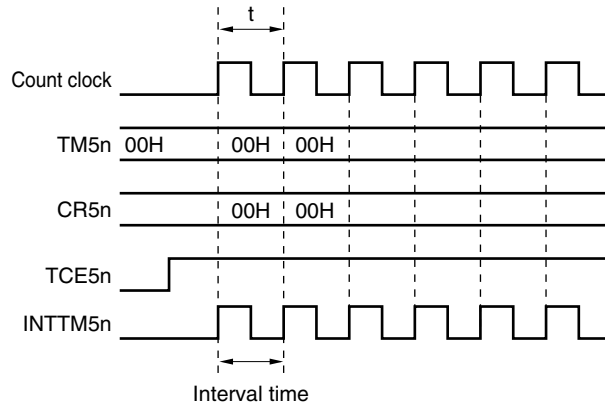 t
Count clock
TM5n 00H 00H 00H
CR5n 00H 00H
TCE5n
INTTM5n
Interval time